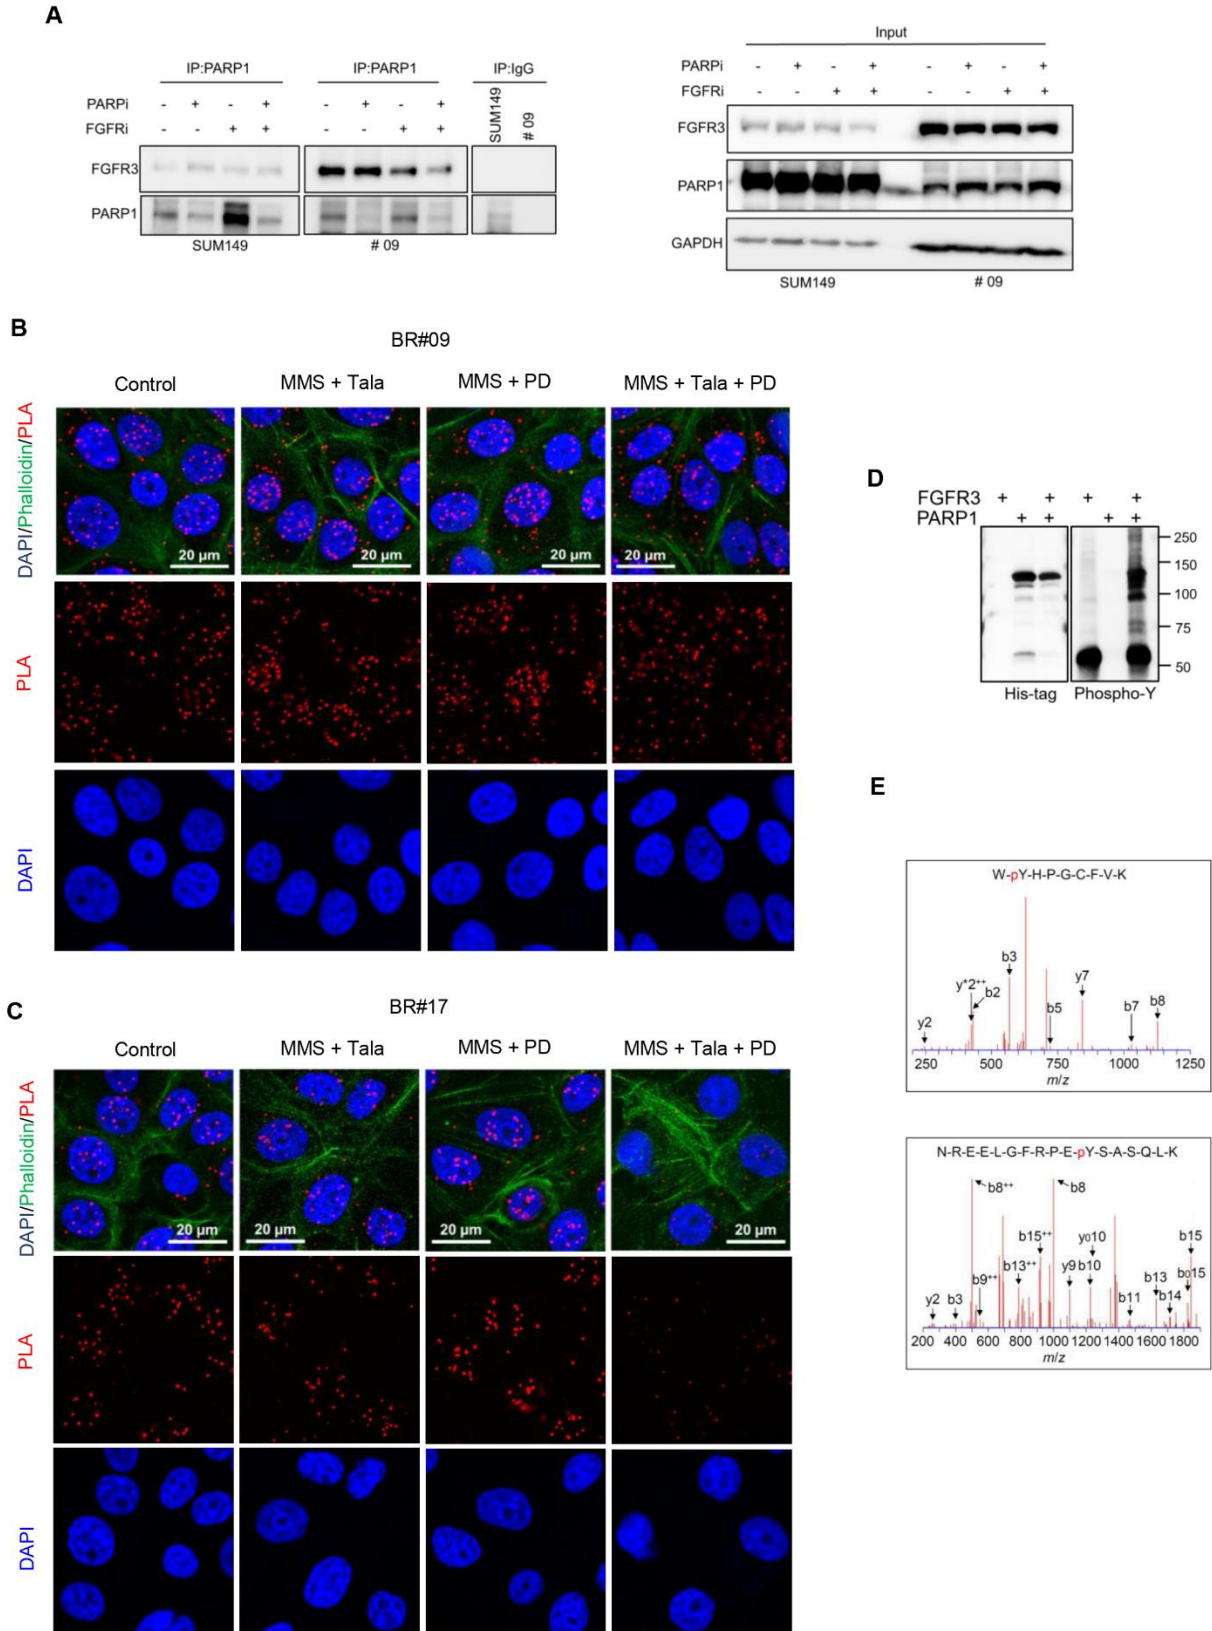 A
IP:PARP1 IP:PARP1 IP:IgG
PARPi - + - + - + - + SUM149 # 09
FGFRi - - + + - - + +
FGFR3
PARP1
SUM149 # 09
Input
PARPi - + - + - + - +
FGFRi - - + + - - + +
FGFR3
PARP1
GAPDH
SUM149 # 09
B
BR#09
Control MMS + Tala MMS + PD MMS + Tala + PD
DAPI/Phalloidin/PLA
20 μm 20 μm 20 μm 20 μm
PLA
DAPI
C
BR#17
Control MMS + Tala MMS + PD MMS + Tala + PD
DAPI/Phalloidin/PLA
20 μm 20 μm 20 μm 20 μm
PLA
DAPI
D
FGFR3 + + + +
PARP1 + + + +
250
150
100
75
50
His-tag Phospho-Y
E
W-pY-H-P-G-C-F-V-K
y2 y*2++ b2 b3 b5 y7 b7 b8
250 500 750 1000 1250
m/z
N-R-E-E-L-G-F-R-P-E-pY-S-A-S-Q-L-K
b8++ b8
b15++ y010 b15
b9++ b13++ y9 b10 b13 b015
y2 b3 b11 b14
200 400 600 800 1000 1200 1400 1600 1800
m/z